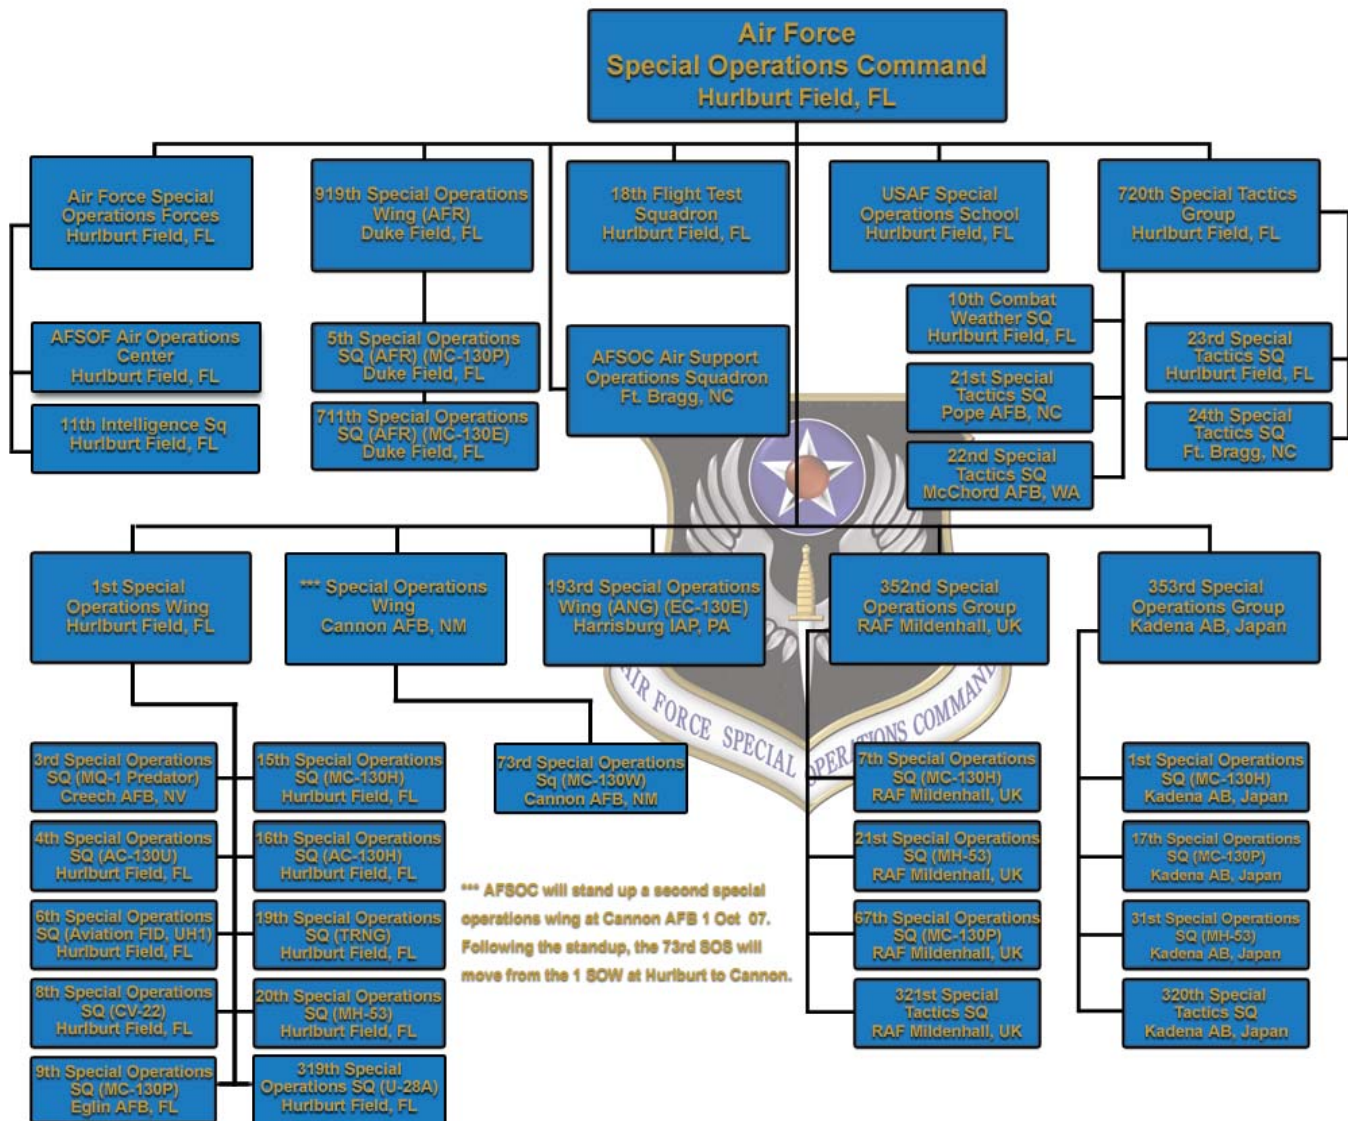 Air Force
Special Operations Command
Hurlburt Field, FL
Air Force Special
Operations Forces
Hurlburt Field, FL
919th Special Operations
Wing (AFR)
Duke Field, FL
18th Flight Test
Squadron
Hurlburt Field, FL
USAF Special
Operations School
Hurlburt Field, FL
720th Special Tactics
Group
Hurlburt Field, FL
AFSOF Air Operations
Center
Hurlburt Field, FL
11th Intelligence Sq
Hurlburt Field, FL
5th Special Operations
SQ (AFR) (MC-130P)
Duke Field, FL
711th Special Operations
SQ (AFR) (MC-130E)
Duke Field, FL
AFSOC Air Support
Operations Squadron
Ft. Bragg, NC
10th Combat
Weather SQ
Hurlburt Field, FL
21st Special
Tactics SQ
Pope AFB, NC
22nd Special
Tactics SQ
McChord AFB, WA
23rd Special
Tactics SQ
Hurlburt Field, FL
24th Special
Tactics SQ
Ft. Bragg, NC
1st Special
Operations Wing
Hurlburt Field, FL
*** Special Operations
Wing
Cannon AFB, NM
193rd Special Operations
Wing (ANG) (EC-130E)
Harrisburg IAP, PA
352nd Special
Operations Group
RAF Mildenhall, UK
353rd Special
Operations Group
Kadena AB, Japan
AIR FORCE SPECIAL OPERATIONS COMMAND
3rd Special Operations
SQ (MQ-1 Predator)
Creech AFB, NV
4th Special Operations
SQ (AC-130U)
Hurlburt Field, FL
6th Special Operations
SQ (Aviation FID, UH1)
Hurlburt Field, FL
8th Special Operations
SQ (CV-22)
Hurlburt Field, FL
9th Special Operations
SQ (MC-130P)
Eglin AFB, FL
15th Special Operations
SQ (MC-130H)
Hurlburt Field, FL
16th Special Operations
SQ (AC-130H)
Hurlburt Field, FL
19th Special Operations
SQ (TRNG)
Hurlburt Field, FL
20th Special Operations
SQ (MH-53)
Hurlburt Field, FL
319th Special
Operations SQ (U-28A)
Hurlburt Field, FL
73rd Special Operations
Sq (MC-130W)
Cannon AFB, NM
*** AFSOC will stand up a second special
operations wing at Cannon AFB 1 Oct 07.
Following the standup, the 73rd SOS will
move from the 1 SOW at Hurlburt to Cannon.
7th Special Operations
SQ (MC-130H)
RAF Mildenhall, UK
21st Special Operations
SQ (MH-53)
RAF Mildenhall, UK
67th Special Operations
SQ (MC-130P)
RAF Mildenhall, UK
321st Special
Tactics SQ
RAF Mildenhall, UK
1st Special Operations
SQ (MC-130H)
Kadena AB, Japan
17th Special Operations
SQ (MC-130P)
Kadena AB, Japan
31st Special Operations
SQ (MH-53)
Kadena AB, Japan
320th Special
Tactics SQ
Kadena AB, Japan